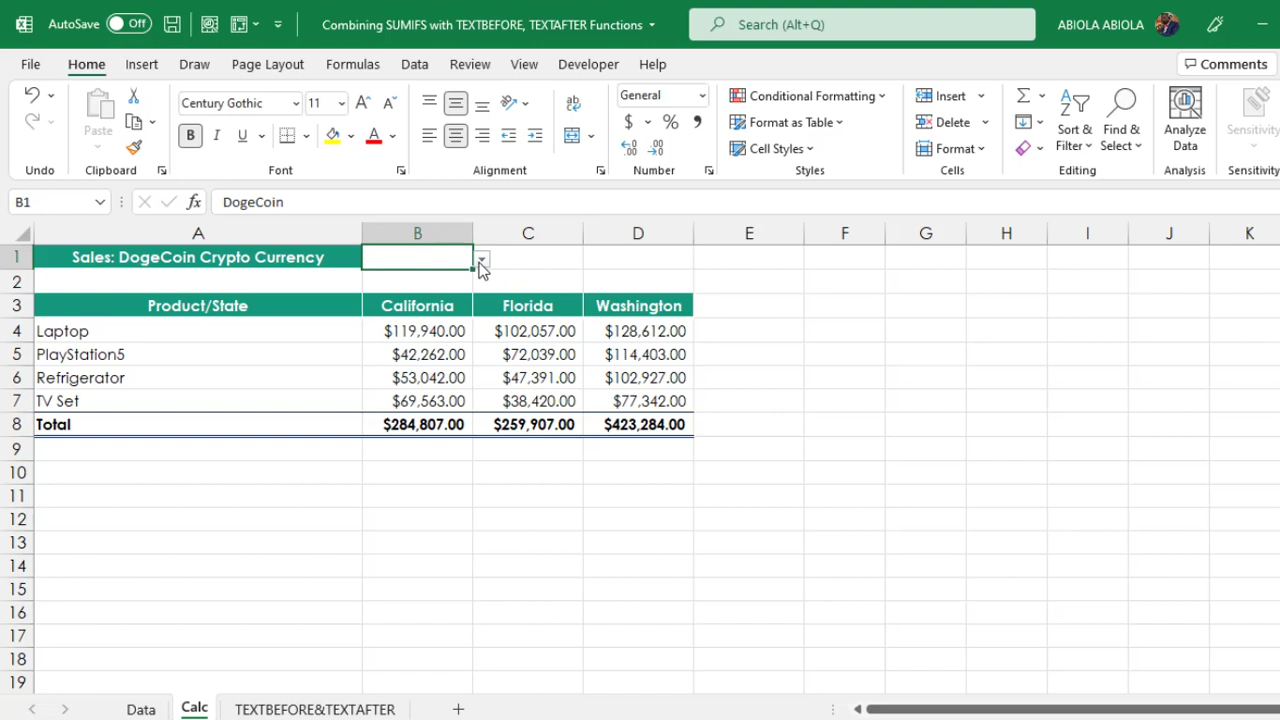 AutoSave Off Combining SUMIFS with TEXTBEFORE, TEXTAFTER Functions Search (Alt+Q) ABIOLA ABIOLA
File Home Insert Draw Page Layout Formulas Data Review View Developer Help Comments
Paste
Century Gothic 11
B I U A
General
$ % 9
Conditional Formatting
Format as Table
Cell Styles
Insert
Delete
Format
Sort & Filter
Find & Select
Analyze Data
Sensitivity
Undo Clipboard Font Alignment Number Styles Cells Editing Analysis Sensitivity
B1 fx DogeCoin
A B C D E F G H I J K
1 Sales: DogeCoin Crypto Currency
2
3 Product/State California Florida Washington
4 Laptop $119,940.00 $102,057.00 $128,612.00
5 PlayStation5 $42,262.00 $72,039.00 $114,403.00
6 Refrigerator $53,042.00 $47,391.00 $102,927.00
7 TV Set $69,563.00 $38,420.00 $77,342.00
8 Total $284,807.00 $259,907.00 $423,284.00
9
10
11
12
13
14
15
16
17
18
19
Data Calc TEXTBEFORE&TEXTAFTER